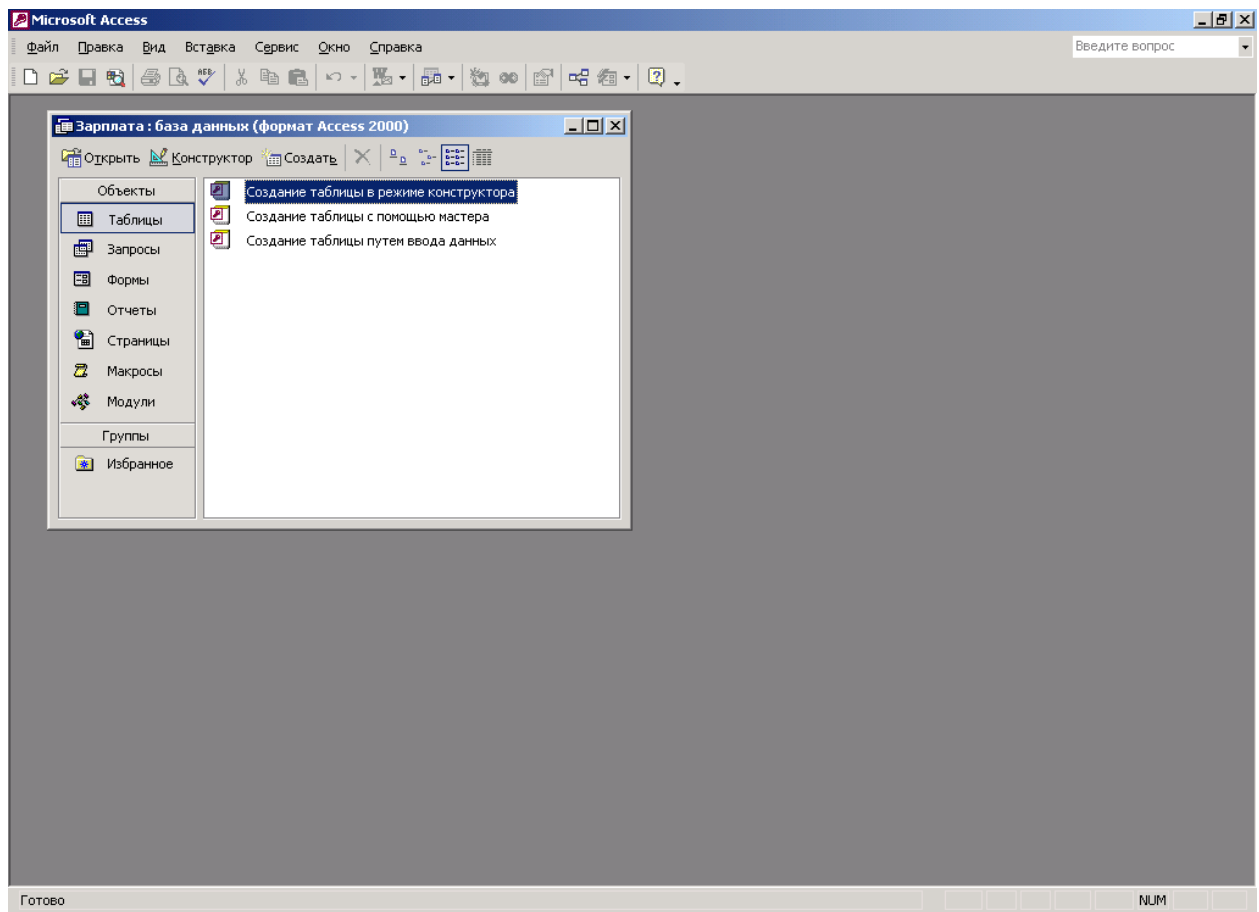 Microsoft Access
Файл Правка Вид Вставка Сервис Окно Справка Введите вопрос
Зарплата : база данных (формат Access 2000)
Открыть Конструктор Создать
Объекты
Таблицы
Запросы
Формы
Отчеты
Страницы
Макросы
Модули
Группы
Избранное
Создание таблицы в режиме конструктора
Создание таблицы с помощью мастера
Создание таблицы путем ввода данных
Готово NUM